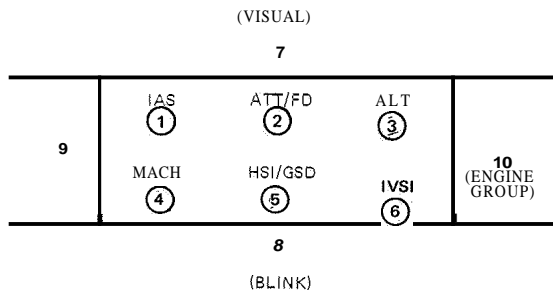 (VISUAL)
7
IAS ATT/FD ALT
1 2 3
9
MACH HSI/GSD IVSI
4 5 6
10
(ENGINE
GROUP)
8
(BLINK)